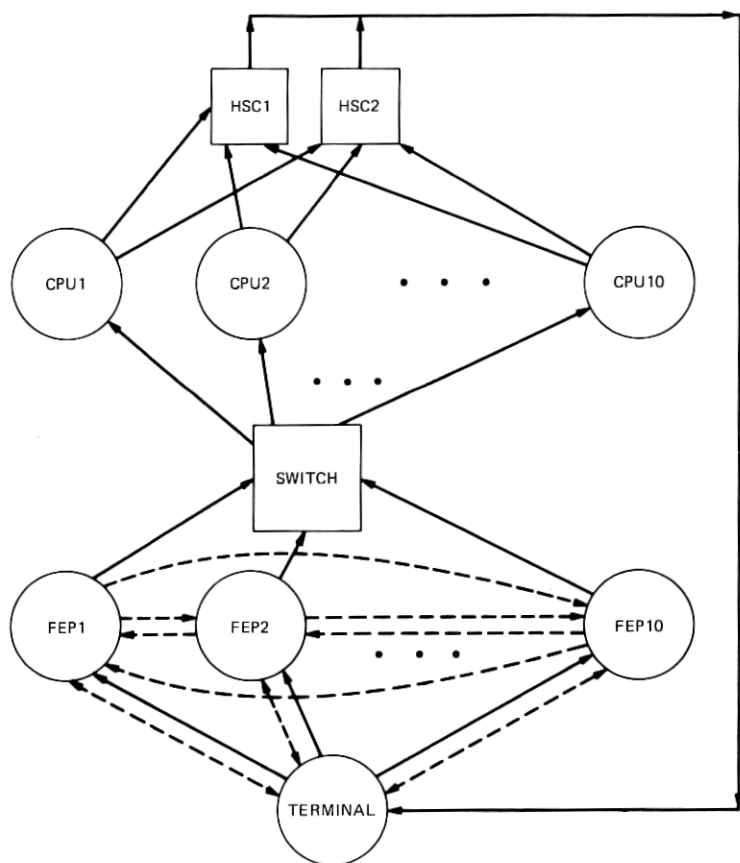 HSC1
HSC2
CPU1
CPU2
CPU10
SWITCH
FEP1
FEP2
FEP10
TERMINAL